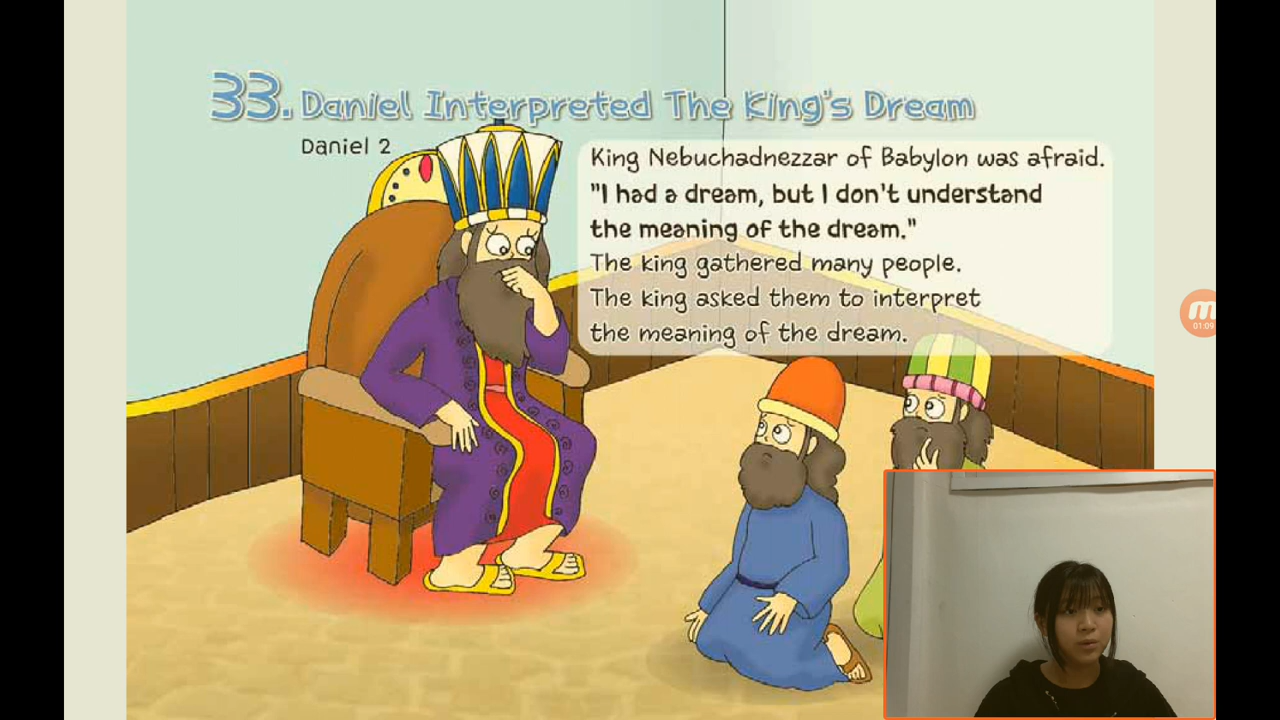 33. Daniel Interpreted The King's Dream
Daniel 2
King Nebuchadnezzar of Babylon was afraid.
"I had a dream, but I don't understand
the meaning of the dream."
The king gathered many people.
The king asked them to interpret
the meaning of the dream.
01:09